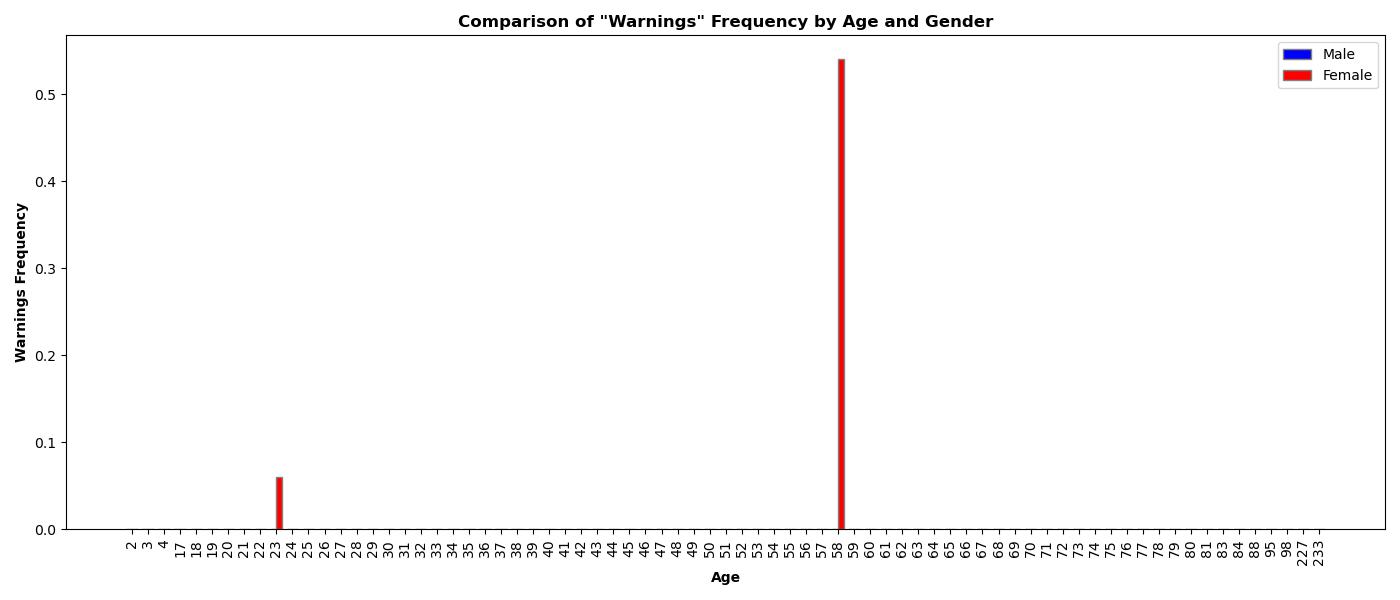 Comparison of "Warnings" Frequency by Age and Gender
Male
Female
Warnings Frequency
0.5
0.4
0.3
0.2
0.1
0.0
2 3 4 17 18 19 20 21 22 23 24 25 26 27 28 29 30 31 32 33 34 35 36 37 38 39 40 41 42 43 44 45 46 47 48 49 50 51 52 53 54 55 56 57 58 59 60 61 62 63 64 65 66 67 68 69 70 71 72 73 74 75 76 77 78 79 80 81 83 84 88 95 98 227 233
Age